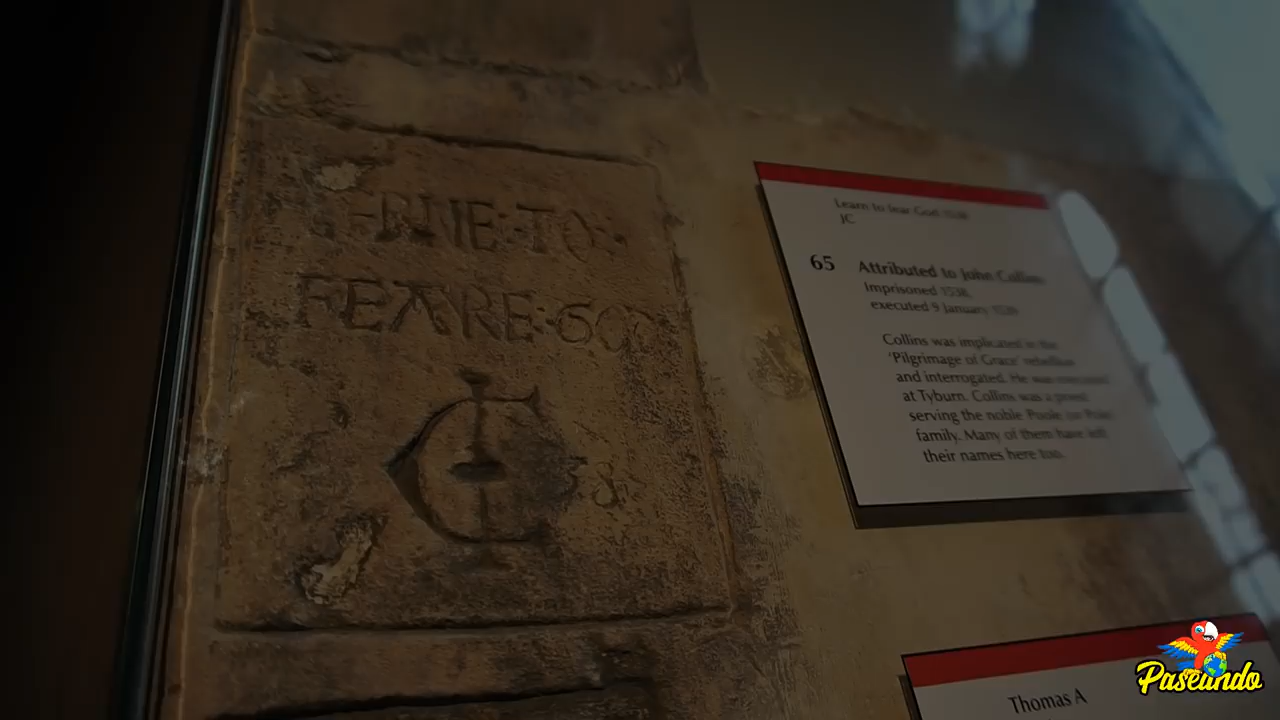 RNE:TO:
FEARE:GOD
IC
38
Learn to fear God 1538
JC
65 Attributed to John Collins
Imprisoned 1538,
executed 9 January 1539
Collins was implicated in the
'Pilgrimage of Grace' rebellion
and interrogated. He was executed
at Tyburn. Collins was a priest
serving the noble Poole (or Pole)
family. Many of them have left
their names here too.
Thomas A
Paseando